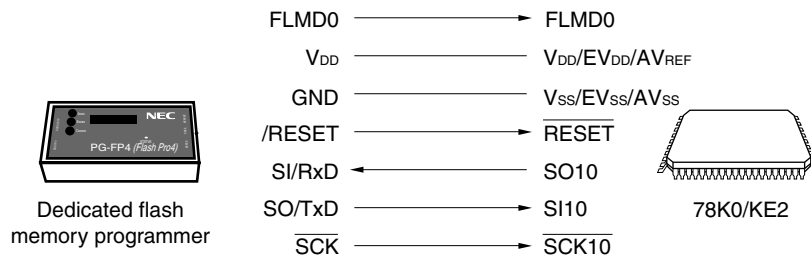 FLMD0 FLMD0
VDD VDD/EVDD/AVREF
GND VSS/EVSS/AVSS
/RESET RESET
SI/RxD SO10
SO/TxD SI10
SCK SCK10
NEC
PG-FP4 (Flash Pro4)
Dedicated flash
memory programmer
78K0/KE2